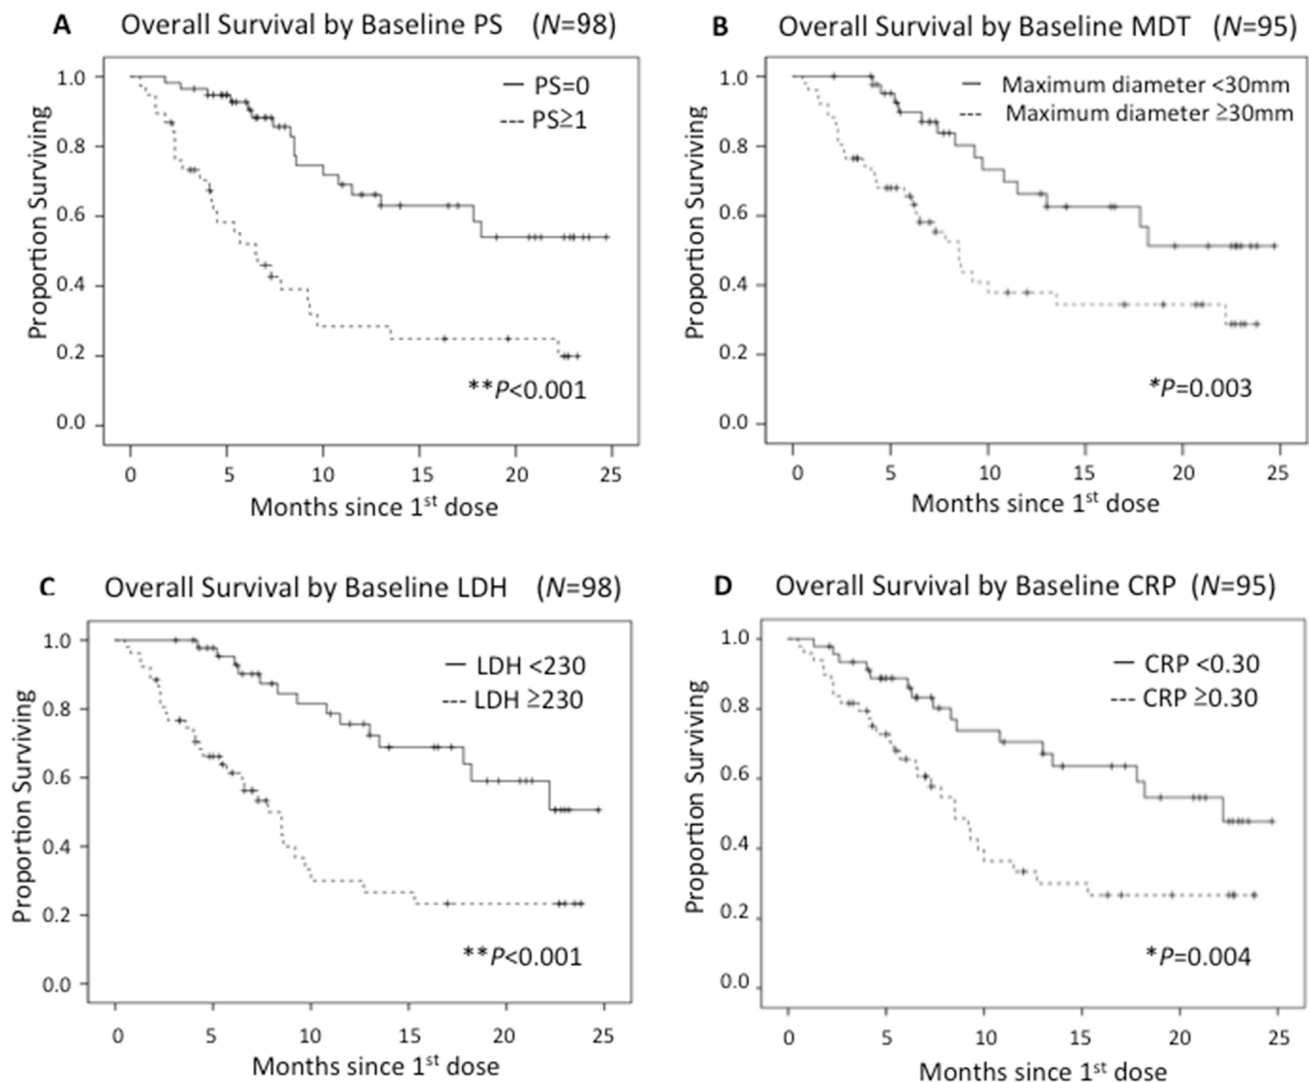 A Overall Survival by Baseline PS (N=98)
Proportion Surviving
1.0
0.8
0.6
0.4
0.2
0.0
PS=0
PS≥1
**P<0.001
0 5 10 15 20 25
Months since 1st dose
B Overall Survival by Baseline MDT (N=95)
Proportion Surviving
1.0
0.8
0.6
0.4
0.2
0.0
Maximum diameter <30mm
Maximum diameter ≥30mm
*P=0.003
0 5 10 15 20 25
Months since 1st dose
C Overall Survival by Baseline LDH (N=98)
Proportion Surviving
1.0
0.8
0.6
0.4
0.2
0.0
LDH <230
LDH ≥230
**P<0.001
0 5 10 15 20 25
Months since 1st dose
D Overall Survival by Baseline CRP (N=95)
Proportion Surviving
1.0
0.8
0.6
0.4
0.2
0.0
CRP <0.30
CRP ≥0.30
*P=0.004
0 5 10 15 20 25
Months since 1st dose